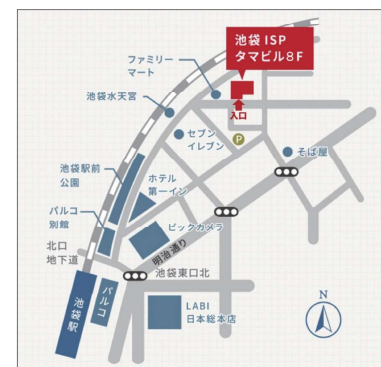 池袋 ISP
タマビル８F
ファミリー
マート
入口
池袋水天宮
セブン
イレブン
P
そば屋
池袋駅前
公園
ホテル
第一イン
パルコ
別館
ビックカメラ
明治通り
北口
地下道
池袋東口北
池袋駅
パルコ
LABI
日本総本店
N